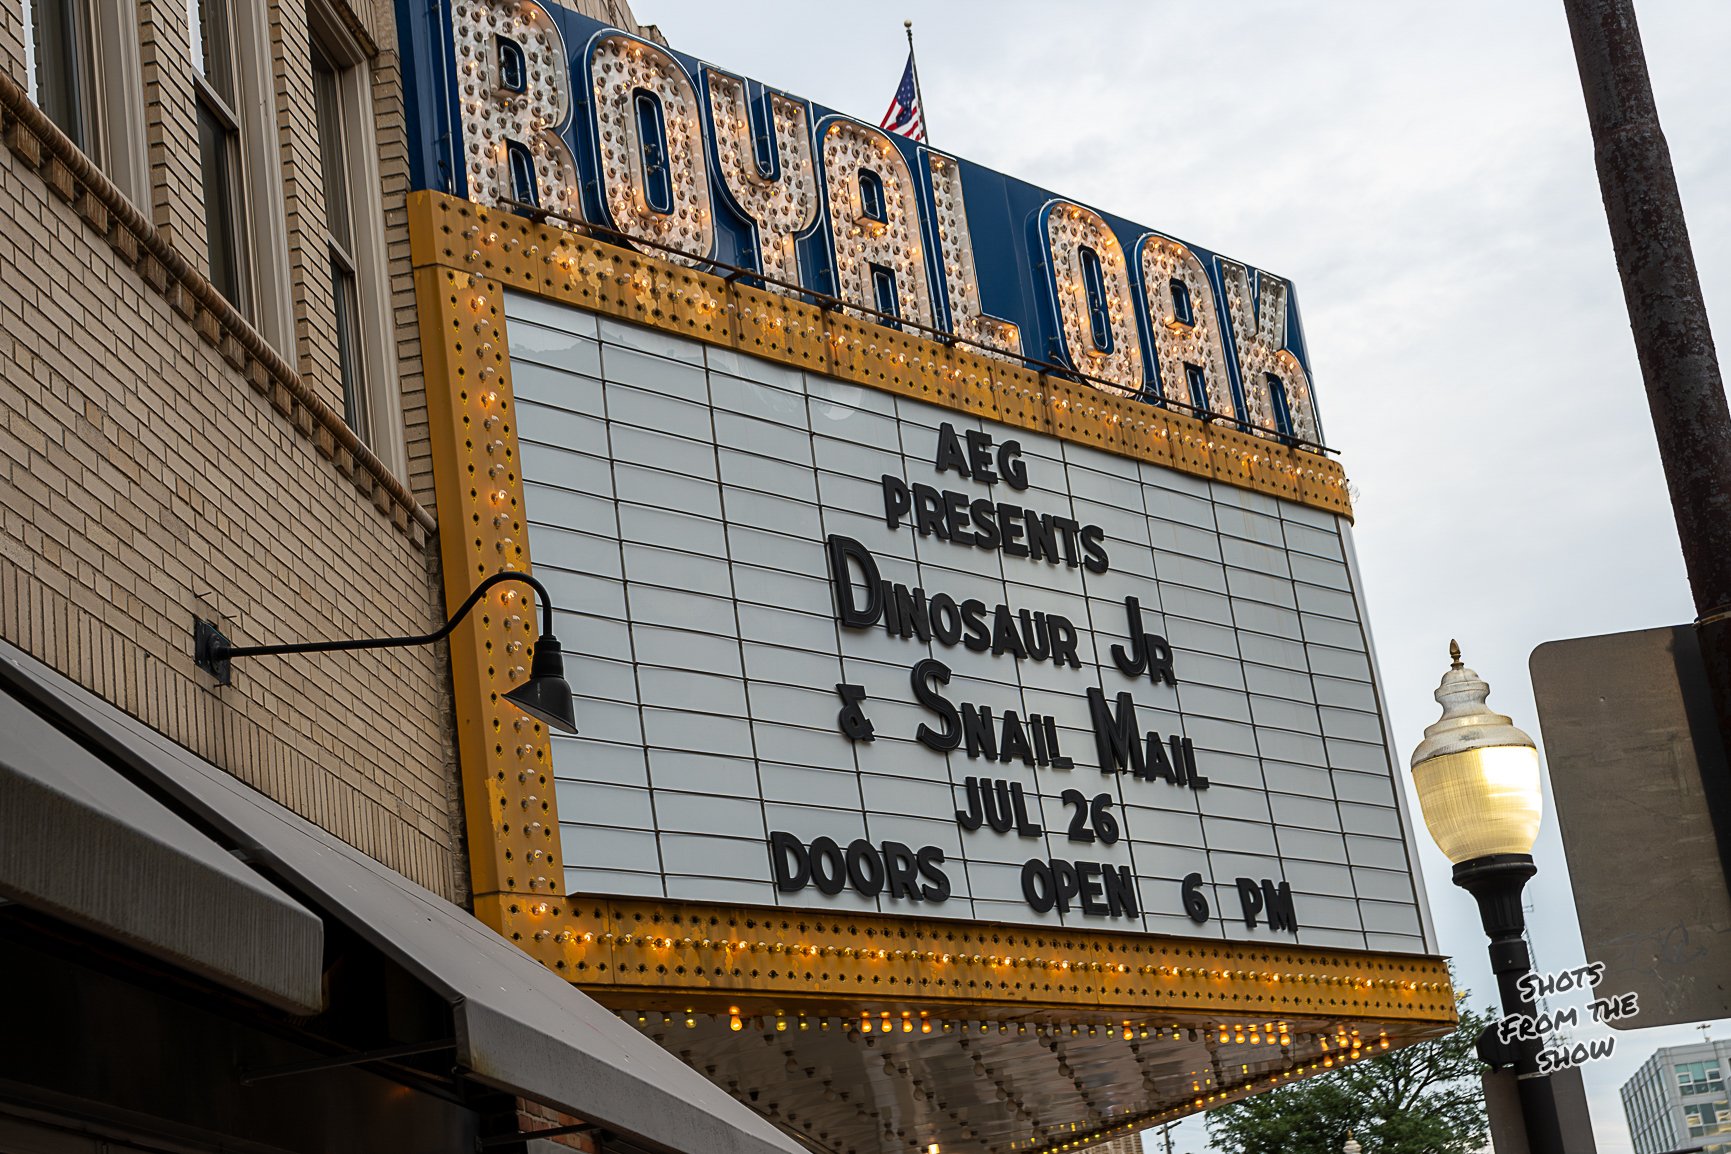 ROYAL OAK
AEG
PRESENTS
DINOSAUR JR
& SNAIL MAIL
JUL 26
DOORS OPEN 6 PM
SHOTS
FROM THE
SHOW